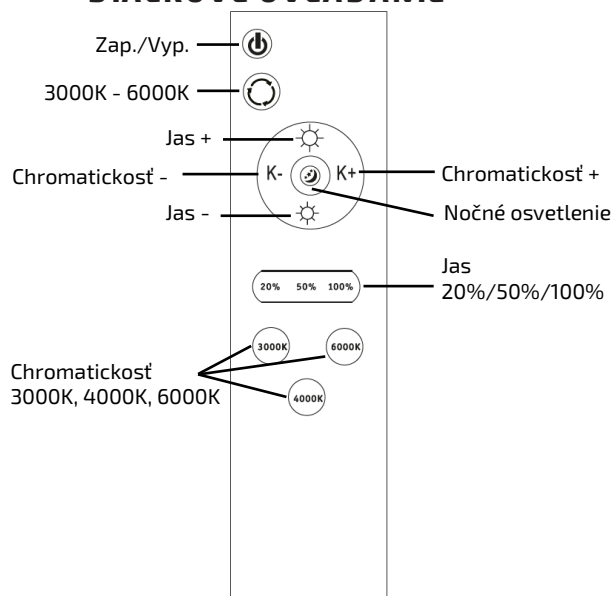 Zap./Vyp.
3000K - 6000K
Jas +
K- K+
Chromatickosť -
Chromatickosť +
Jas -
Nočné osvetlenie
Jas
20%/50%/100%
20% 50% 100%
3000K 6000K
Chromatickosť
3000K, 4000K, 6000K
4000K